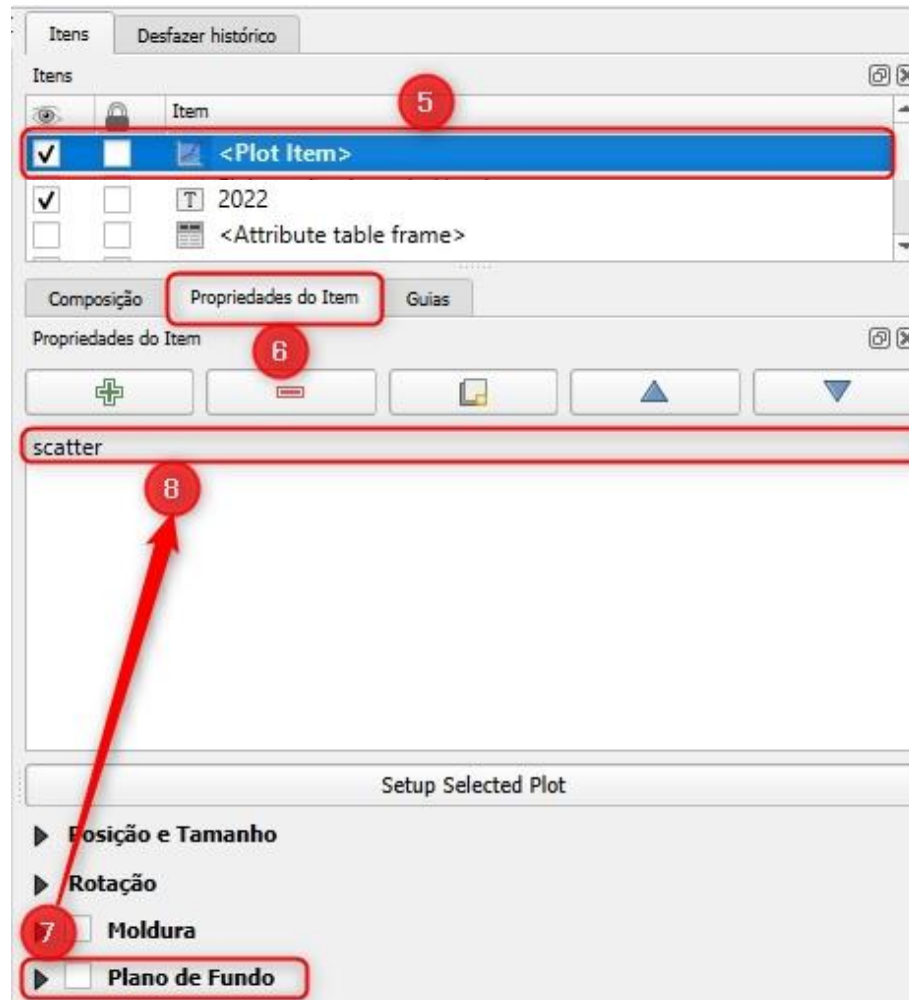 Itens Desfazer histórico
Itens
Item
5
<Plot Item>
T 2022
<Attribute table frame>
Composição Propriedades do Item Guias
Propriedades do Item
6
scatter
8
Setup Selected Plot
Posição e Tamanho
Rotação
7 Moldura
Plano de Fundo